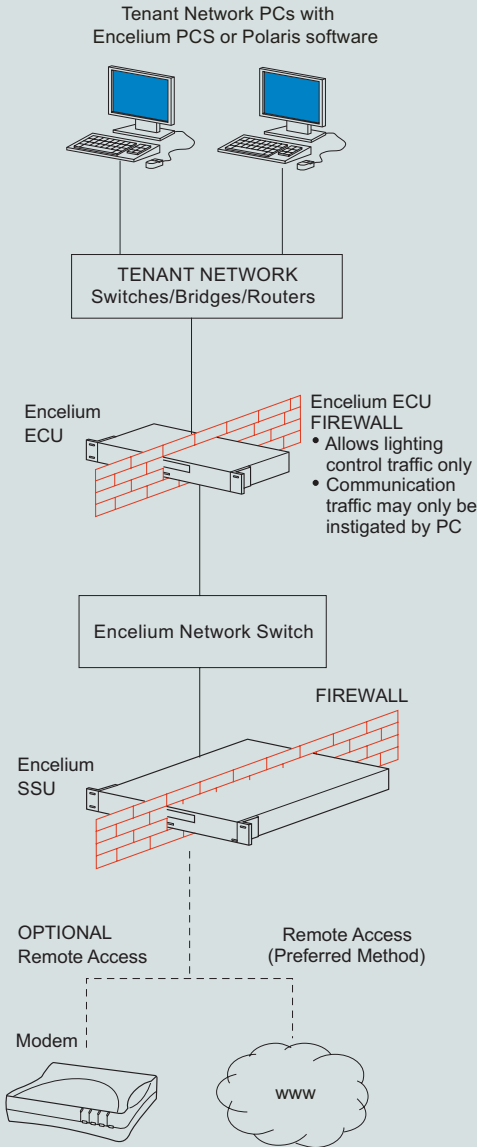 Tenant Network PCs with
Encelium PCS or Polaris software
TENANT NETWORK
Switches/Bridges/Routers
Encelium
ECU
Encelium ECU
FIREWALL
• Allows lighting
control traffic only
• Communication
traffic may only be
instigated by PC
Encelium Network Switch
FIREWALL
Encelium
SSU
OPTIONAL
Remote Access
Remote Access
(Preferred Method)
Modem
www